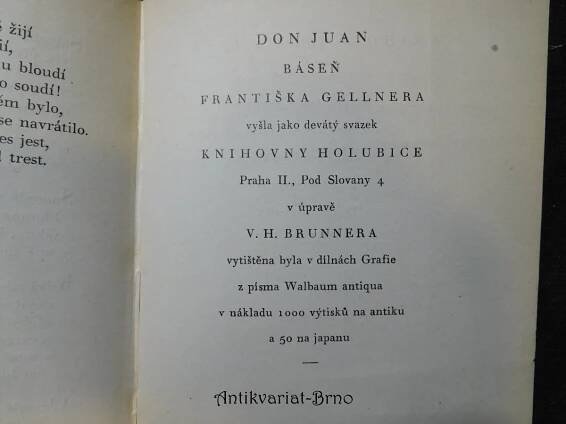 žijí
u bloudí
o soudí!
bylo,
se navrátilo.
jest,
trest.
DON JUAN
BÁSEŇ
FRANTIŠKA GELLNERA
vyšla jako devátý svazek
KNIHOVNY HOLUBICE
Praha II., Pod Slovany 4
v úpravě
V. H. BRUNNERA
vytištěna byla v dílnách Grafie
z písma Walbaum antiqua
v nákladu 1000 výtisků na antiku
a 50 na japanu
Antikvariat-Brno